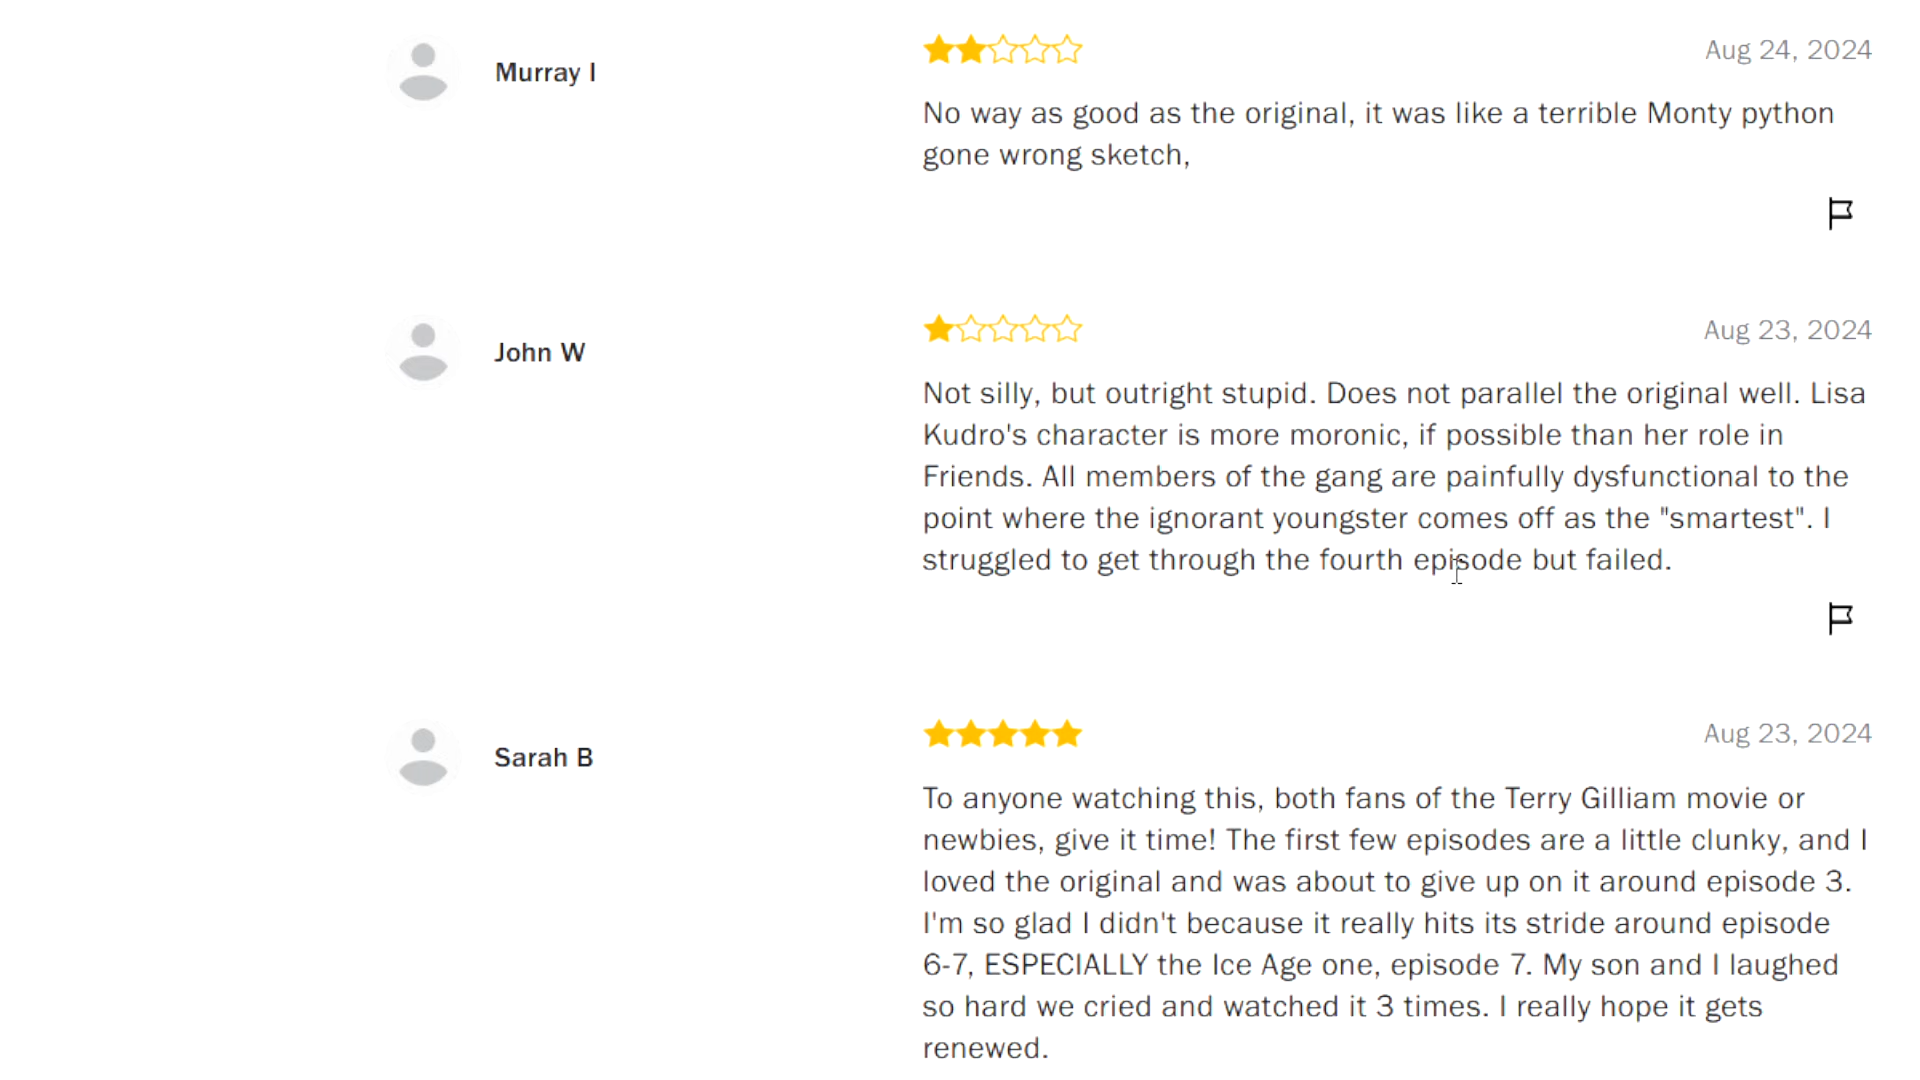 Murray I
Aug 24, 2024
No way as good as the original, it was like a terrible Monty python
gone wrong sketch,
John W
Aug 23, 2024
Not silly, but outright stupid. Does not parallel the original well. Lisa
Kudro's character is more moronic, if possible than her role in
Friends. All members of the gang are painfully dysfunctional to the
point where the ignorant youngster comes off as the "smartest". I
struggled to get through the fourth episode but failed.
Sarah B
Aug 23, 2024
To anyone watching this, both fans of the Terry Gilliam movie or
newbies, give it time! The first few episodes are a little clunky, and I
loved the original and was about to give up on it around episode 3.
I'm so glad I didn't because it really hits its stride around episode
6-7, ESPECIALLY the Ice Age one, episode 7. My son and I laughed
so hard we cried and watched it 3 times. I really hope it gets
renewed.